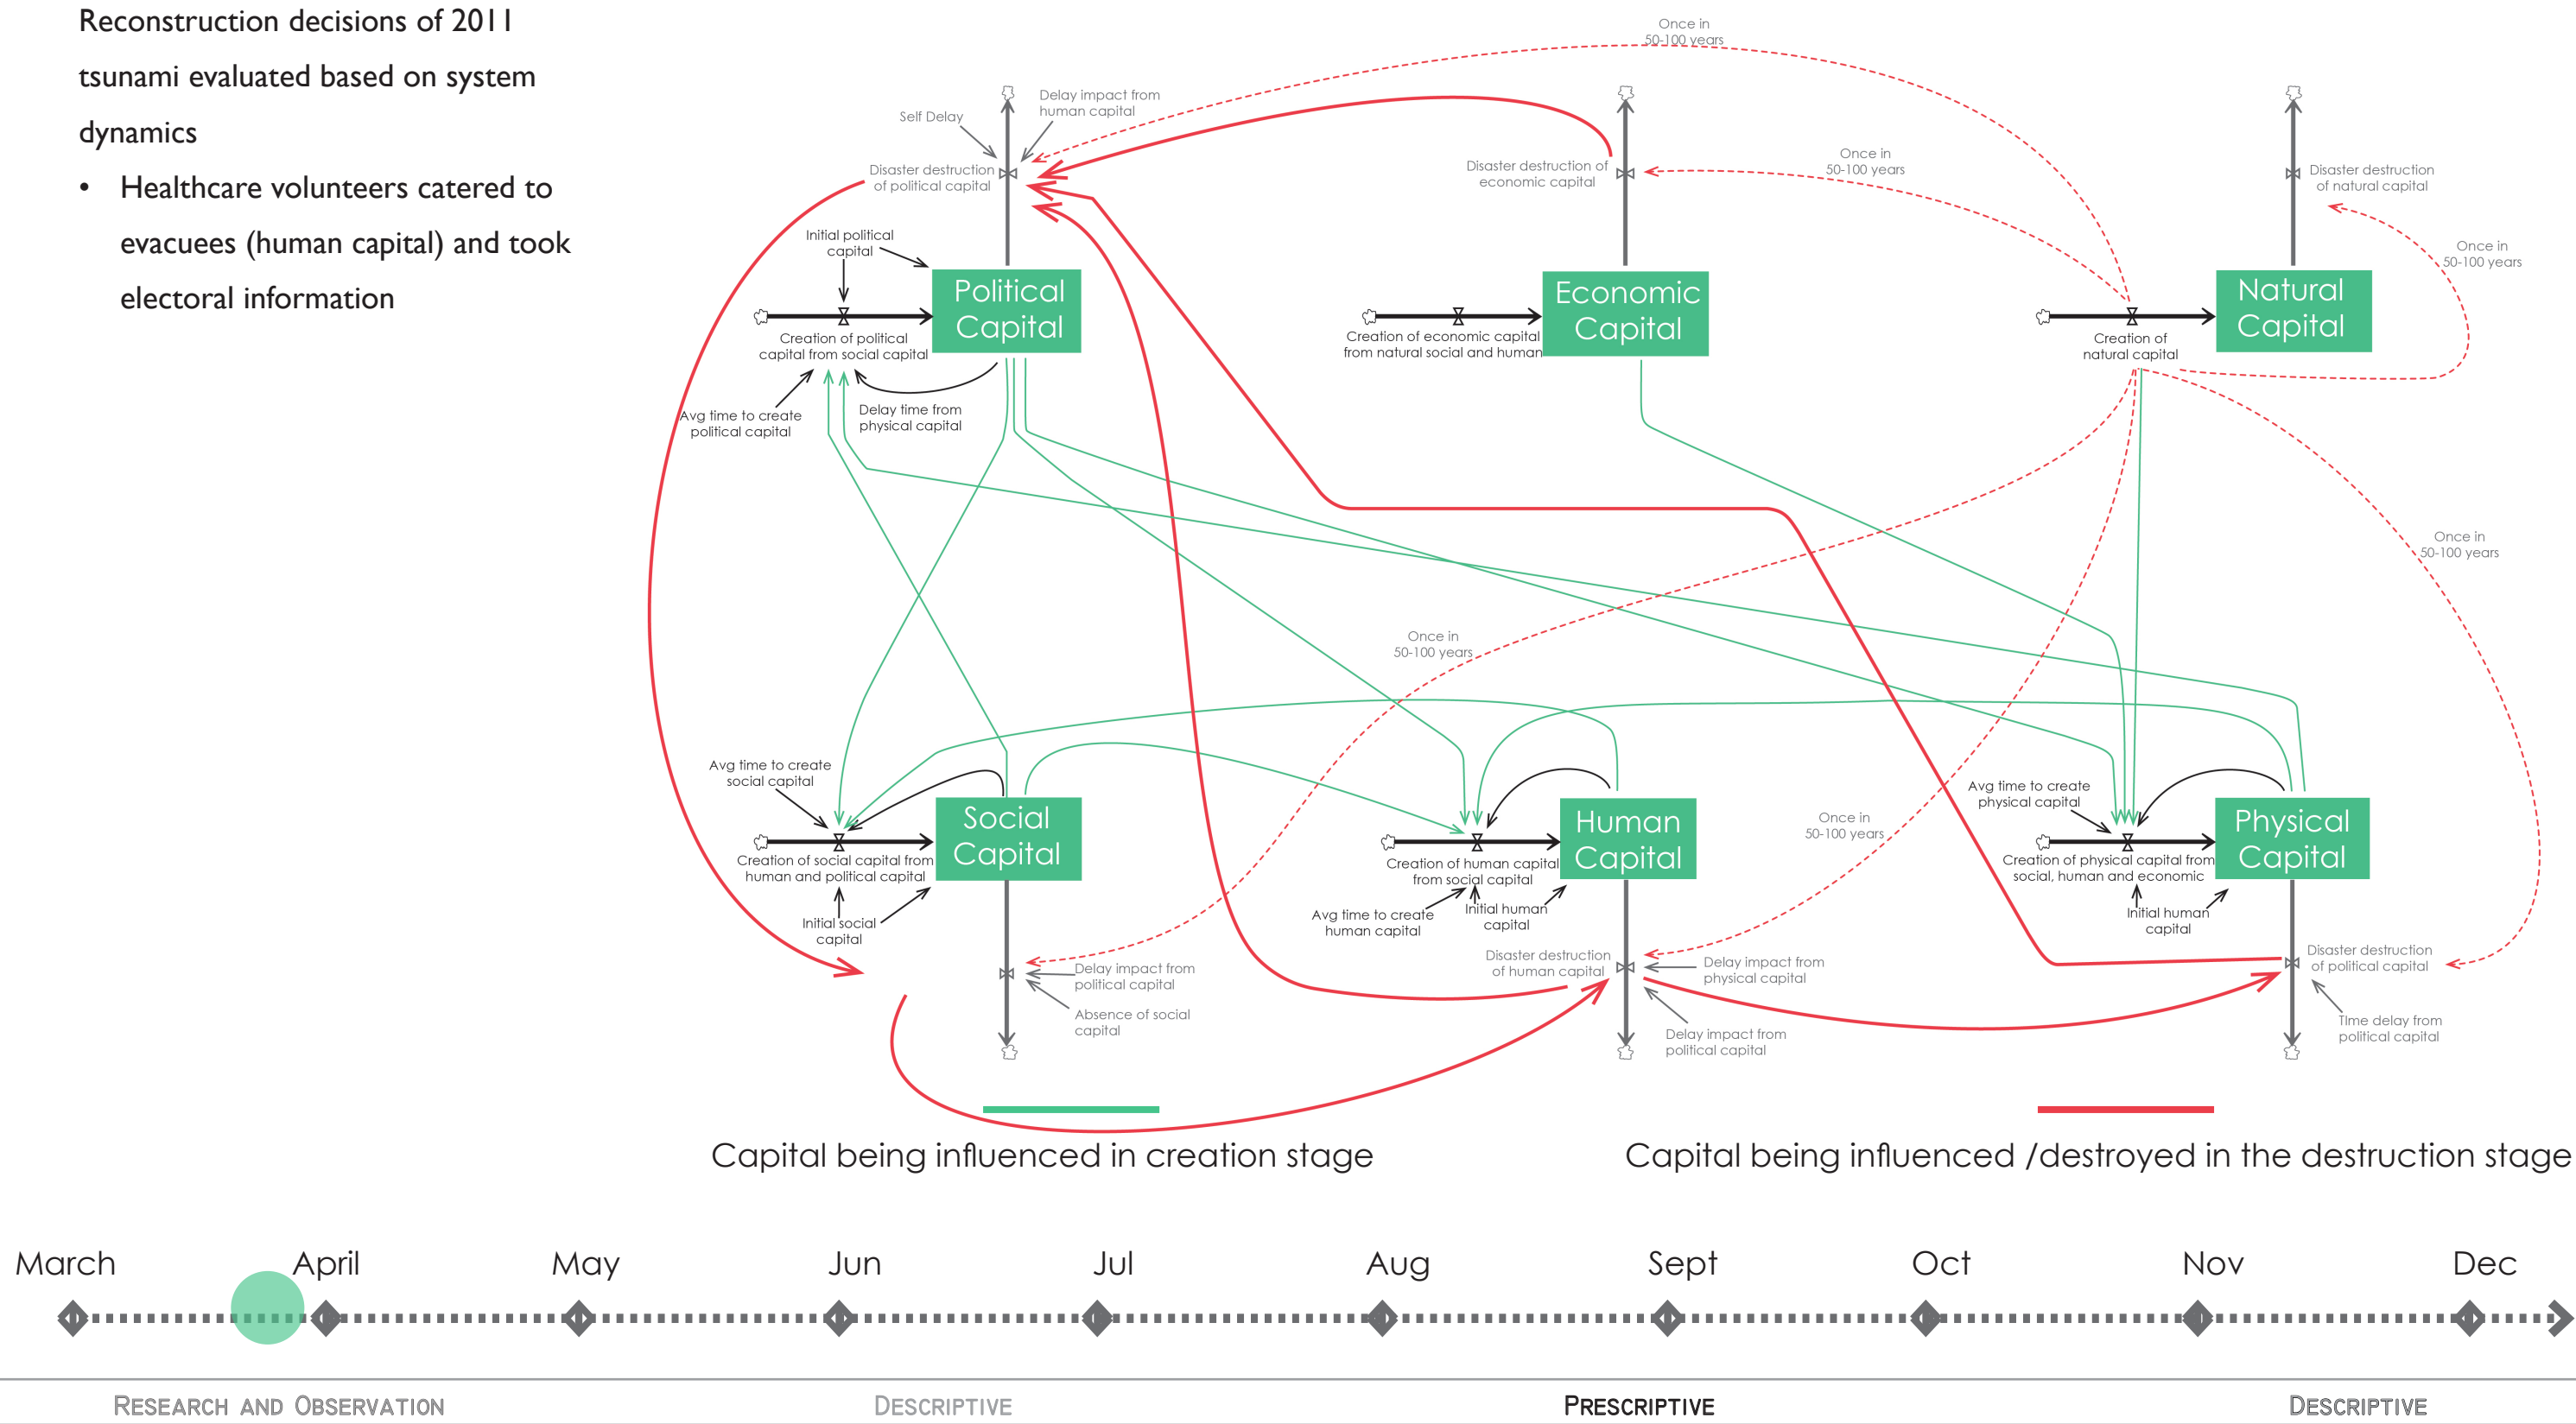 Reconstruction decisions of 2011
tsunami evaluated based on system
dynamics
• Healthcare volunteers catered to
evacuees (human capital) and took
electoral information
Once in
50-100 years
Self Delay
Delay impact from
human capital
Disaster destruction
of political capital
Disaster destruction of
economic capital
Once in
50-100 years
Disaster destruction
of natural capital
Once in
50-100 years
Initial political
capital
Political
Capital
Creation of political
capital from social capital
Avg time to create
political capital
Delay time from
physical capital
Economic
Capital
Creation of economic capital
from natural social and human
Natural
Capital
Creation of
natural capital
Once in
50-100 years
Once in
50-100 years
Avg time to create
social capital
Social
Capital
Creation of social capital from
human and political capital
Initial social
capital
Delay impact from
political capital
Absence of social
capital
Human
Capital
Creation of human capital
from social capital
Avg time to create
human capital
Initial human
capital
Disaster destruction
of human capital
Delay impact from
physical capital
Delay impact from
political capital
Once in
50-100 years
Avg time to create
physical capital
Physical
Capital
Creation of physical capital from
social, human and economic
Initial human
capital
Disaster destruction
of political capital
TIme delay from
political capital
Capital being influenced in creation stage
Capital being influenced /destroyed in the destruction stage
March April May Jun Jul Aug Sept Oct Nov Dec
Research and Observation Descriptive Prescriptive Descriptive